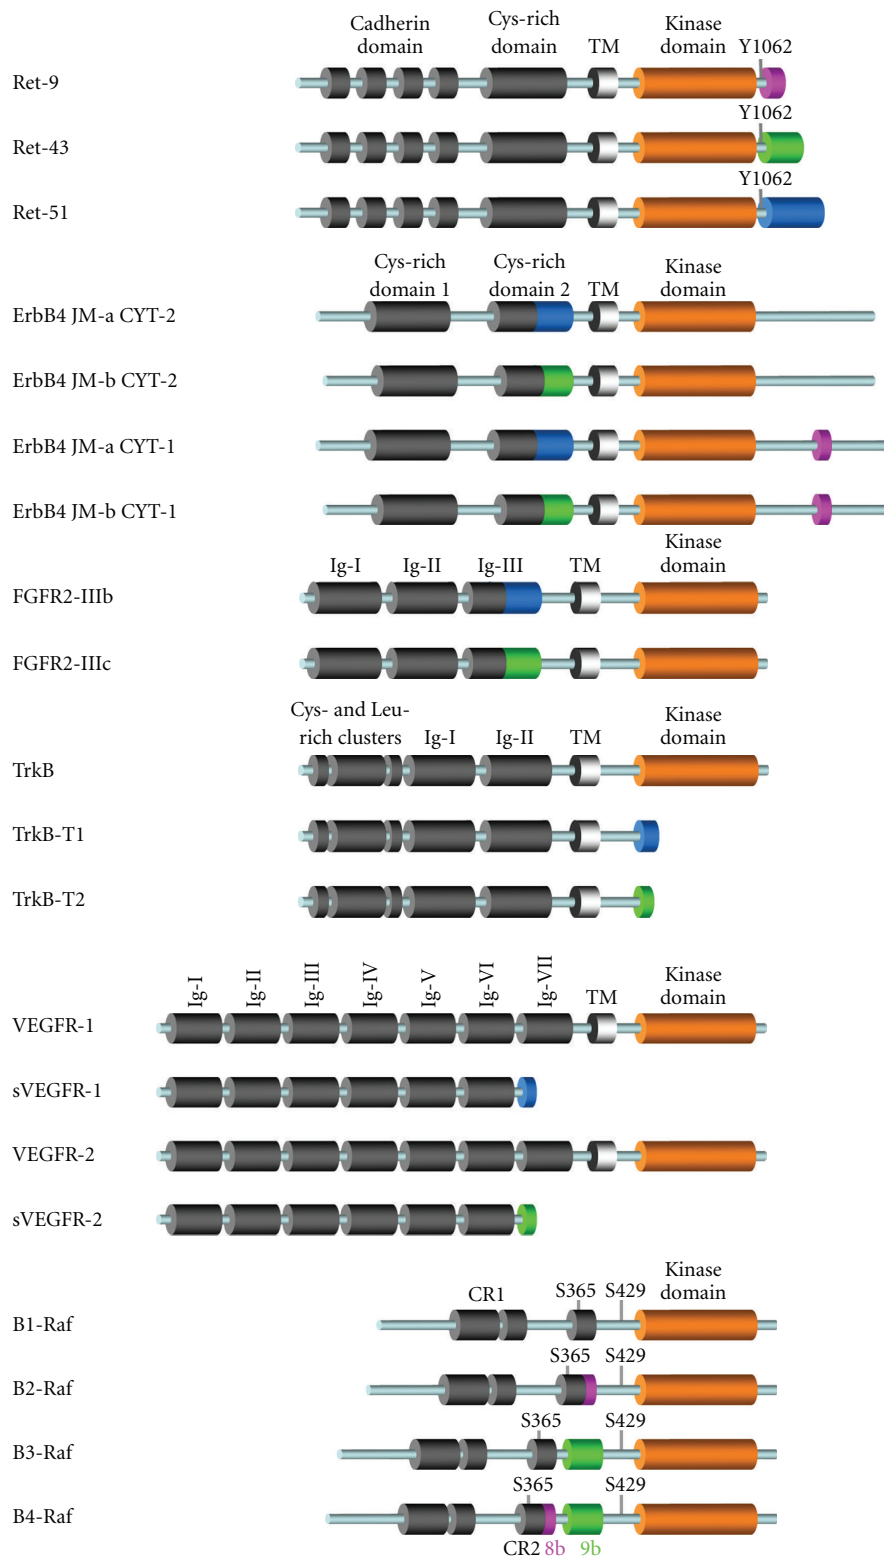 Cadherin
domain
Cys-rich
domain
TM
Kinase
domain
Y1062
Ret-9
Y1062
Ret-43
Y1062
Ret-51
Cys-rich
domain 1
Cys-rich
domain 2
TM
Kinase
domain
ErbB4 JM-a CYT-2
ErbB4 JM-b CYT-2
ErbB4 JM-a CYT-1
ErbB4 JM-b CYT-1
Ig-I
Ig-II
Ig-III
TM
Kinase
domain
FGFR2-IIIb
FGFR2-IIIc
Cys- and Leu-
rich clusters
Ig-I
Ig-II
TM
Kinase
domain
TrkB
TrkB-T1
TrkB-T2
Ig-I
Ig-II
Ig-III
Ig-IV
Ig-V
Ig-VI
Ig-VII
TM
Kinase
domain
VEGFR-1
sVEGFR-1
VEGFR-2
sVEGFR-2
CR1
S365
S429
Kinase
domain
B1-Raf
S365
S429
B2-Raf
S365
S429
B3-Raf
S365
S429
B4-Raf
CR2 8b
9b